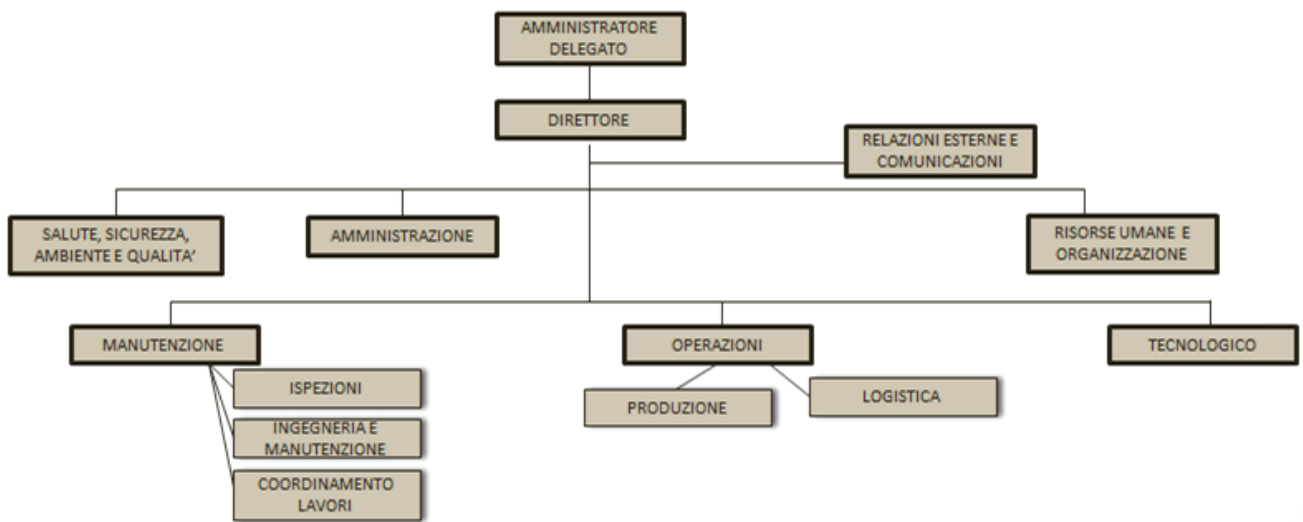 AMMINISTRATORE
DELEGATO
DIRETTORE
RELAZIONI ESTERNE E
COMUNICAZIONI
SALUTE, SICUREZZA,
AMBIENTE E QUALITA’
AMMINISTRAZIONE
RISORSE UMANE E
ORGANIZZAZIONE
MANUTENZIONE
OPERAZIONI
TECNOLOGICO
ISPEZIONI
INGEGNERIA E
MANUTENZIONE
COORDINAMENTO
LAVORI
PRODUZIONE
LOGISTICA